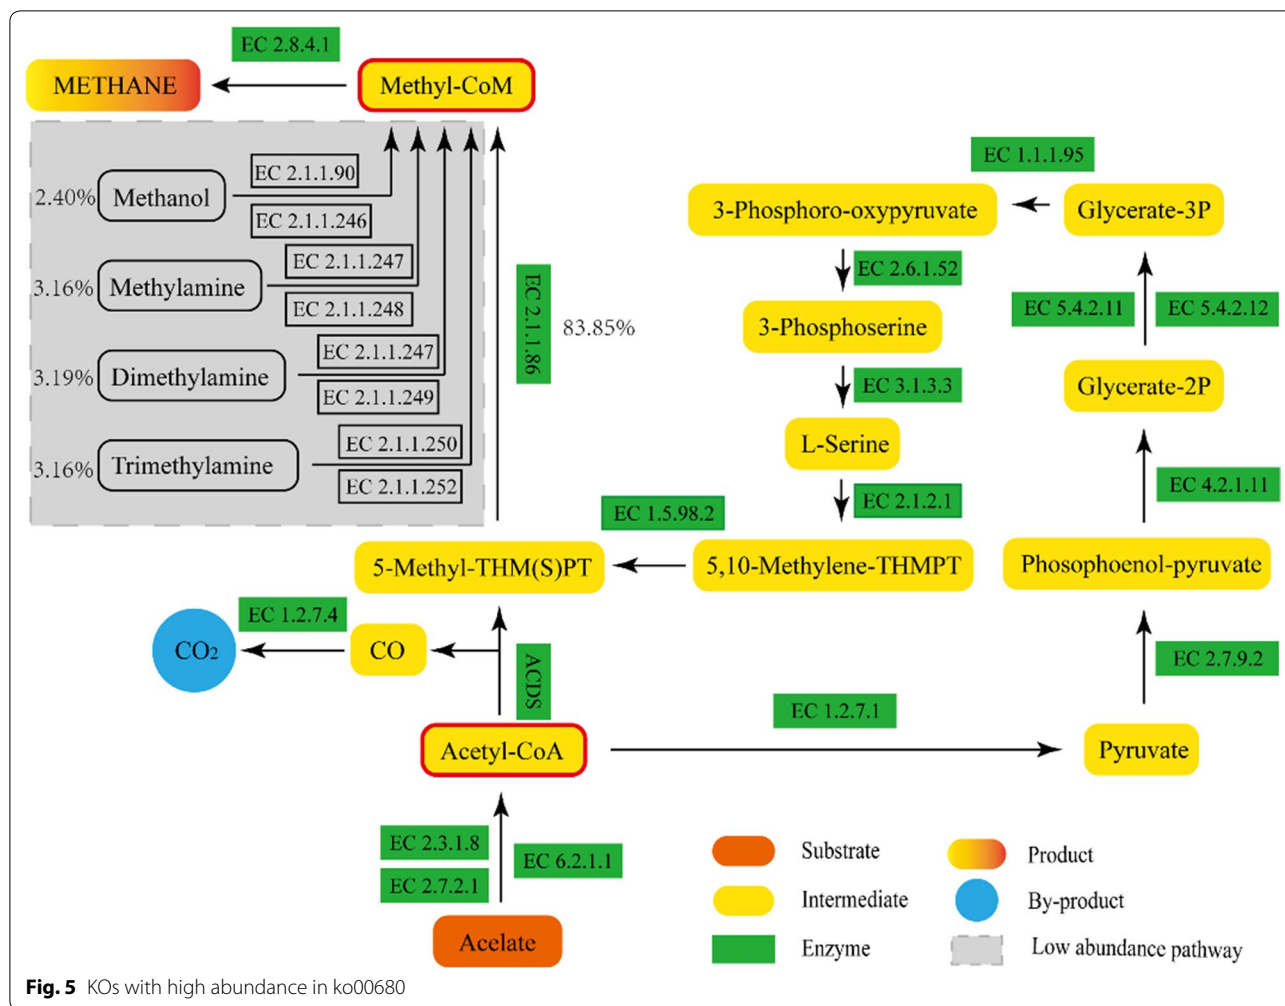 EC 2.8.4.1
METHANE
Methyl-CoM
2.40%
Methanol
EC 2.1.1.90
EC 2.1.1.246
3.16%
Methylamine
EC 2.1.1.247
EC 2.1.1.248
3.19%
Dimethylamine
EC 2.1.1.247
EC 2.1.1.249
3.16%
Trimethylamine
EC 2.1.1.250
EC 2.1.1.252
EC 2.1.1.86
83.85%
EC 1.1.1.95
3-Phosphoro-oxypyruvate
Glycerate-3P
EC 2.6.1.52
EC 5.4.2.11
EC 5.4.2.12
3-Phosphoserine
EC 3.1.3.3
Glycerate-2P
L-Serine
EC 2.1.2.1
EC 4.2.1.11
EC 1.5.98.2
5-Methyl-THM(S)PT
5,10-Methylene-THMPT
Phosophoenol-pyruvate
EC 1.2.7.4
CO2
CO
ACDS
EC 2.7.9.2
EC 1.2.7.1
Acetyl-CoA
Pyruvate
EC 2.3.1.8
EC 2.7.2.1
EC 6.2.1.1
Acelate
Substrate
Product
Intermediate
By-product
Enzyme
Low abundance pathway
Fig. 5 KOs with high abundance in ko00680